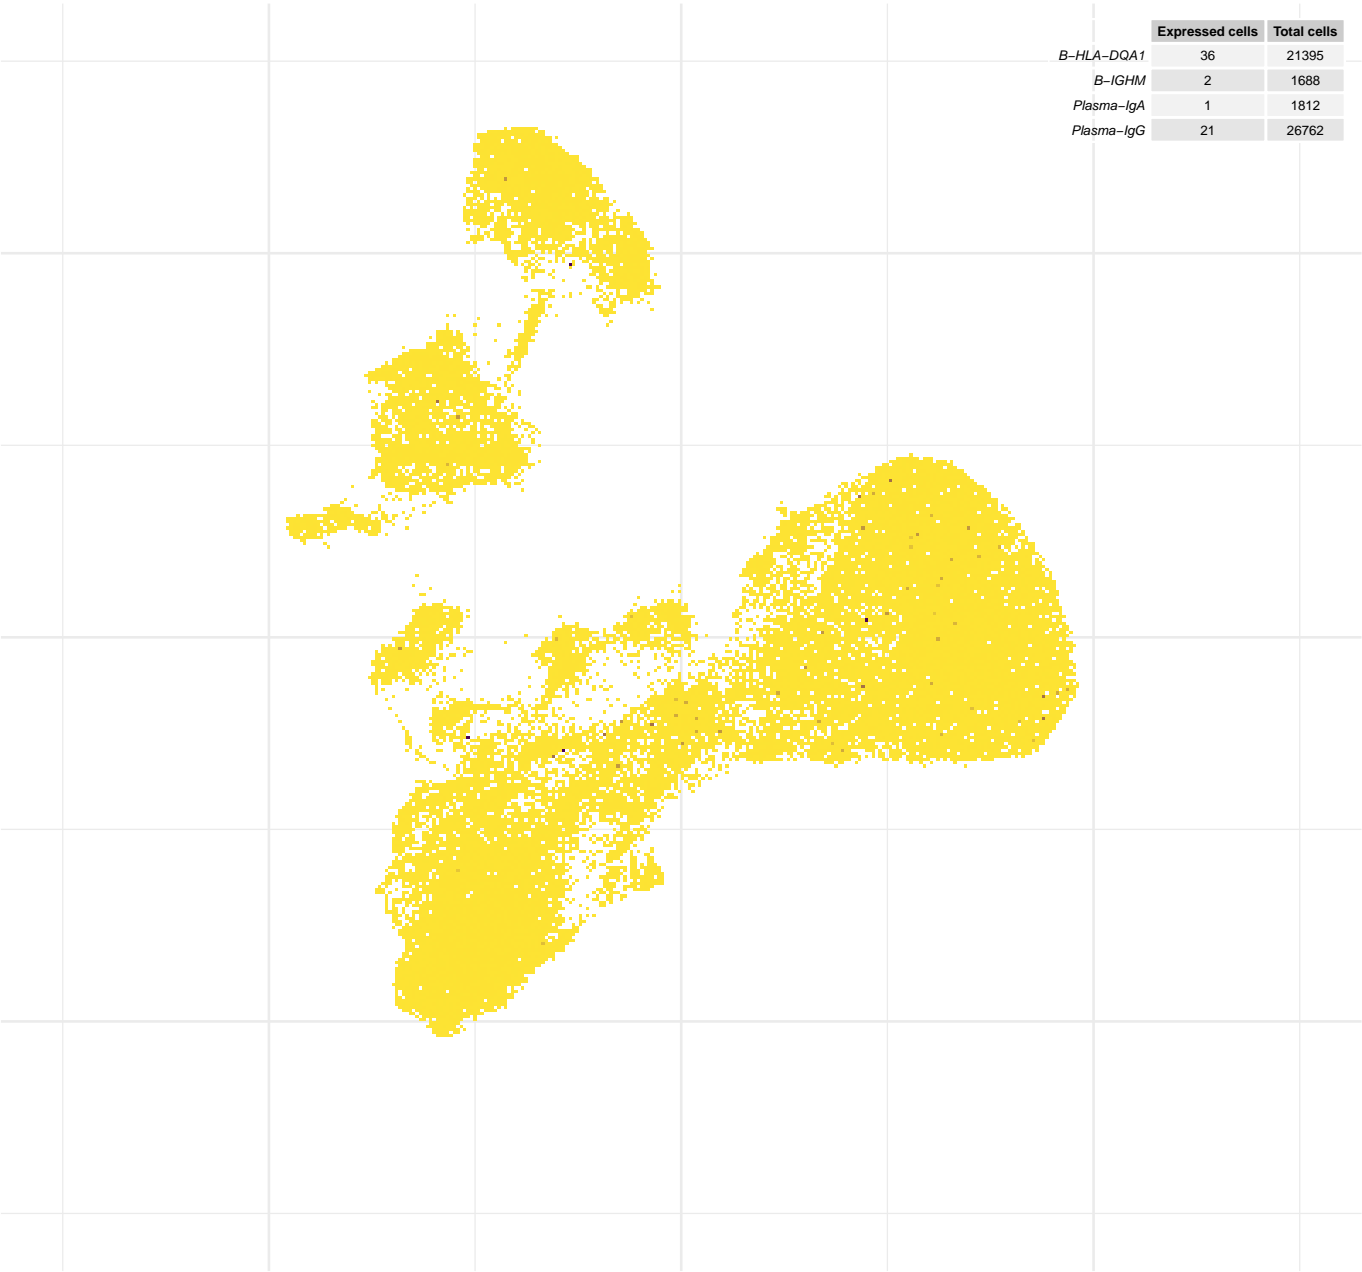 Expressed cells Total cells
B−HLA−DQA1 36 21395
B−IGHM 2 1688
Plasma−IgA 1 1812
Plasma−IgG 21 26762